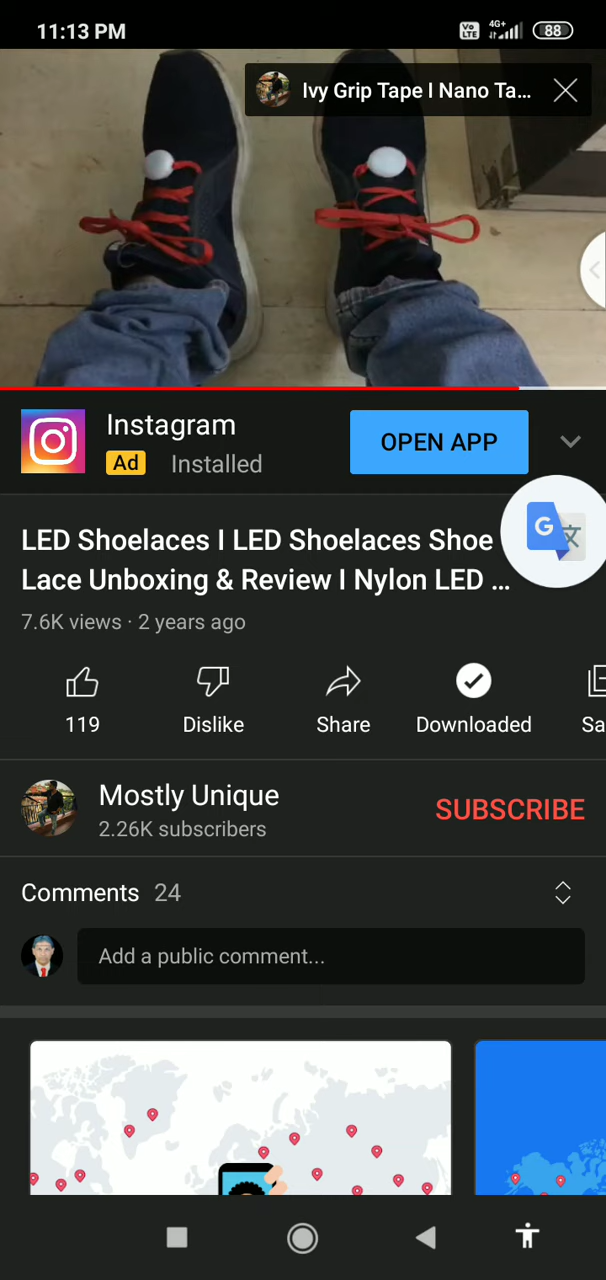 11:13 PM
Vo LTE 4G+ 88
Ivy Grip Tape I Nano Ta...
Instagram
OPEN APP
Ad Installed
LED Shoelaces I LED Shoelaces Shoe
Lace Unboxing & Review I Nylon LED ...
7.6K views · 2 years ago
119 Dislike Share Downloaded Sa
Mostly Unique
SUBSCRIBE
2.26K subscribers
Comments 24
Add a public comment...